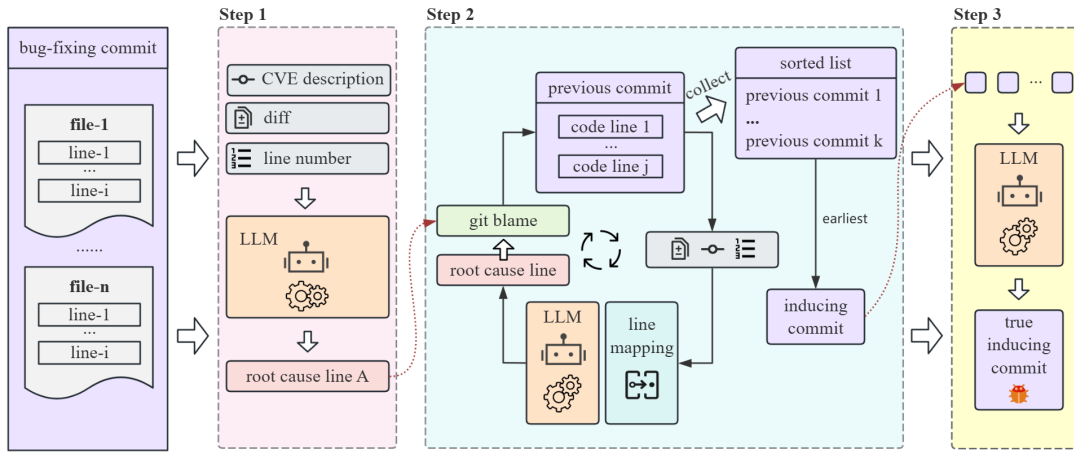 bug-fixing commit
file-1
line-1
...
line-i
......
file-n
line-1
...
line-i
Step 1
CVE description
diff
line number
LLM
root cause line A
Step 2
previous commit
code line 1
...
code line j
collect
sorted list
previous commit 1
...
previous commit k
git blame
root cause line
earliest
LLM
line
mapping
inducing
commit
Step 3
...
LLM
true
inducing
commit